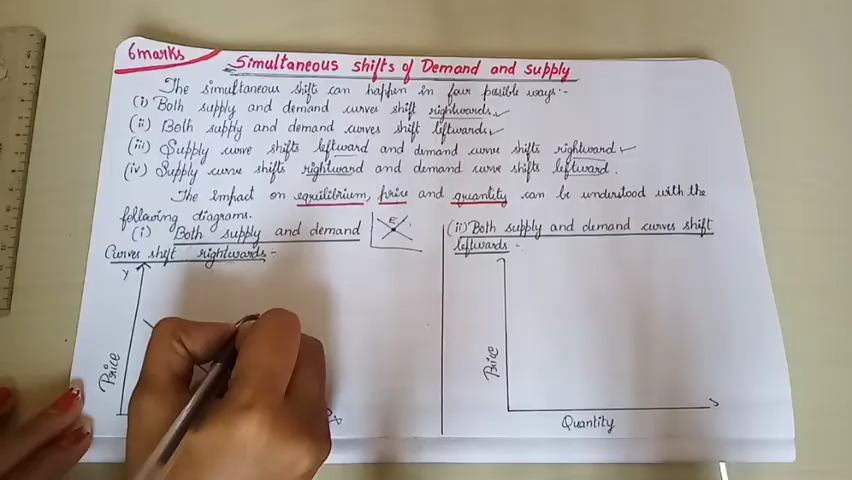 6 marks
Simultaneous shifts of Demand and supply
The simultaneous shift can happen in four posible ways:-
(i) Both supply and demand curves shift rightwards.
(ii) Both supply and demand curves shift leftwards.
(iii) Supply curve shifts leftward and demand curve shifts rightward
(iv) Supply curve shifts rightward and demand curve shifts leftward.
The impact on equilibrium, price and quantity can be understood with the
following diagrams.
(i) Both supply and demand
Curves shift rightwards:-
E
Y
Price
(ii) Both supply and demand curves shift
leftwards:-
Price
Quantity